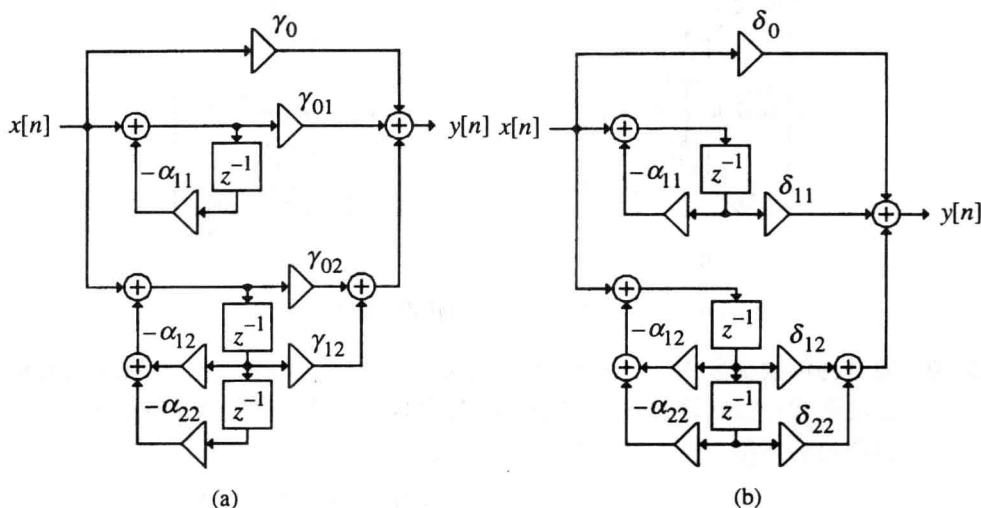 γ₀
γ₀₁
x[n]
y[n]
−α₁₁
z⁻¹
γ₀₂
−α₁₂
z⁻¹
γ₁₂
−α₂₂
z⁻¹
(a)
δ₀
x[n]
−α₁₁
z⁻¹
δ₁₁
y[n]
−α₁₂
z⁻¹
δ₁₂
−α₂₂
z⁻¹
δ₂₂
(b)